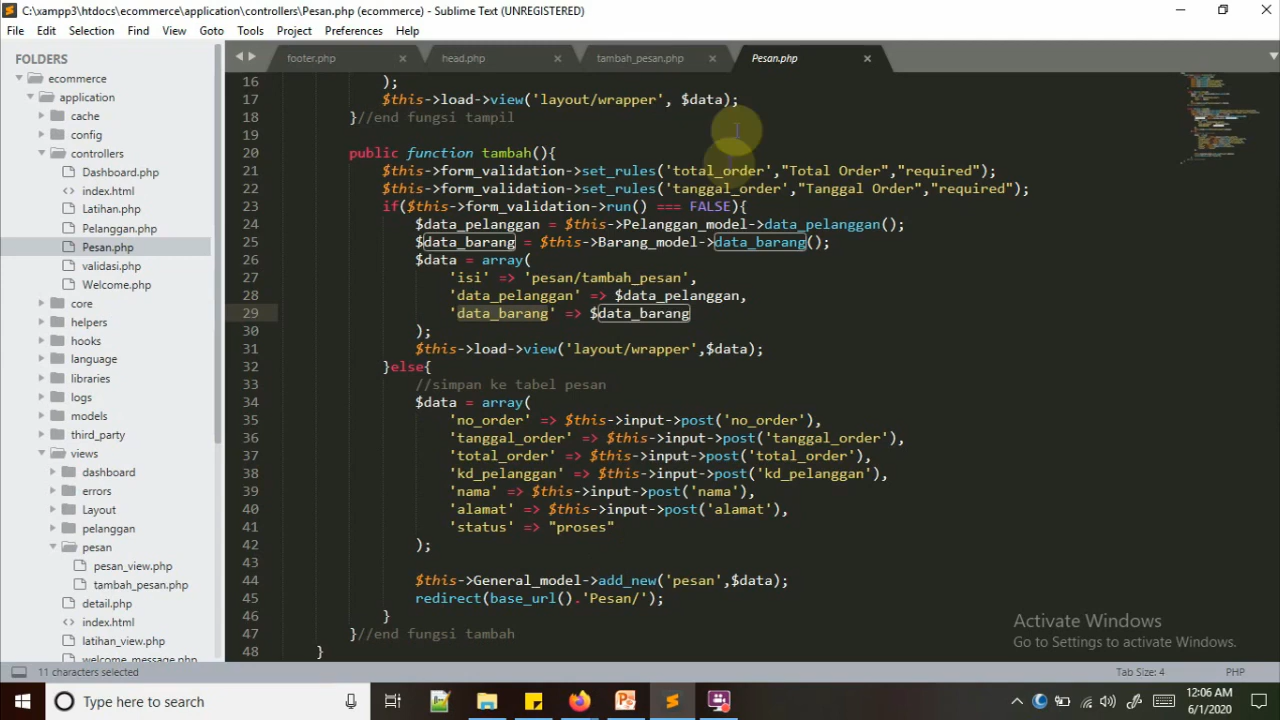 C:\xampp3\htdocs\ecommerce\application\controllers\Pesan.php (ecommerce) - Sublime Text (UNREGISTERED)
File Edit Selection Find View Goto Tools Project Preferences Help
FOLDERS
ecommerce
application
cache
config
controllers
Dashboard.php
index.html
Latihan.php
Pelanggan.php
Pesan.php
validasi.php
Welcome.php
core
helpers
hooks
language
libraries
logs
models
third_party
views
dashboard
errors
Layout
pelanggan
pesan
pesan_view.php
tambah_pesan.php
detail.php
index.html
latihan_view.php
welcome_message.php
footer.php head.php tambah_pesan.php Pesan.php
16 );
17 $this->load->view('layout/wrapper', $data);
18 }//end fungsi tampil
19
20 public function tambah(){
21 $this->form_validation->set_rules('total_order',"Total Order","required");
22 $this->form_validation->set_rules('tanggal_order',"Tanggal Order","required");
23 if($this->form_validation->run() === FALSE){
24 $data_pelanggan = $this->Pelanggan_model->data_pelanggan();
25 $data_barang = $this->Barang_model->data_barang();
26 $data = array(
27 'isi' => 'pesan/tambah_pesan',
28 'data_pelanggan' => $data_pelanggan,
29 'data_barang' => $data_barang
30 );
31 $this->load->view('layout/wrapper',$data);
32 }else{
33 //simpan ke tabel pesan
34 $data = array(
35 'no_order' => $this->input->post('no_order'),
36 'tanggal_order' => $this->input->post('tanggal_order'),
37 'total_order' => $this->input->post('total_order'),
38 'kd_pelanggan' => $this->input->post('kd_pelanggan'),
39 'nama' => $this->input->post('nama'),
40 'alamat' => $this->input->post('alamat'),
41 'status' => "proses"
42 );
43
44 $this->General_model->add_new('pesan',$data);
45 redirect(base_url().'Pesan/');
46 }
47 }//end fungsi tambah
48 }
Activate Windows
Go to Settings to activate Windows.
11 characters selected
Tab Size: 4
PHP
Type here to search
12:06 AM
6/1/2020